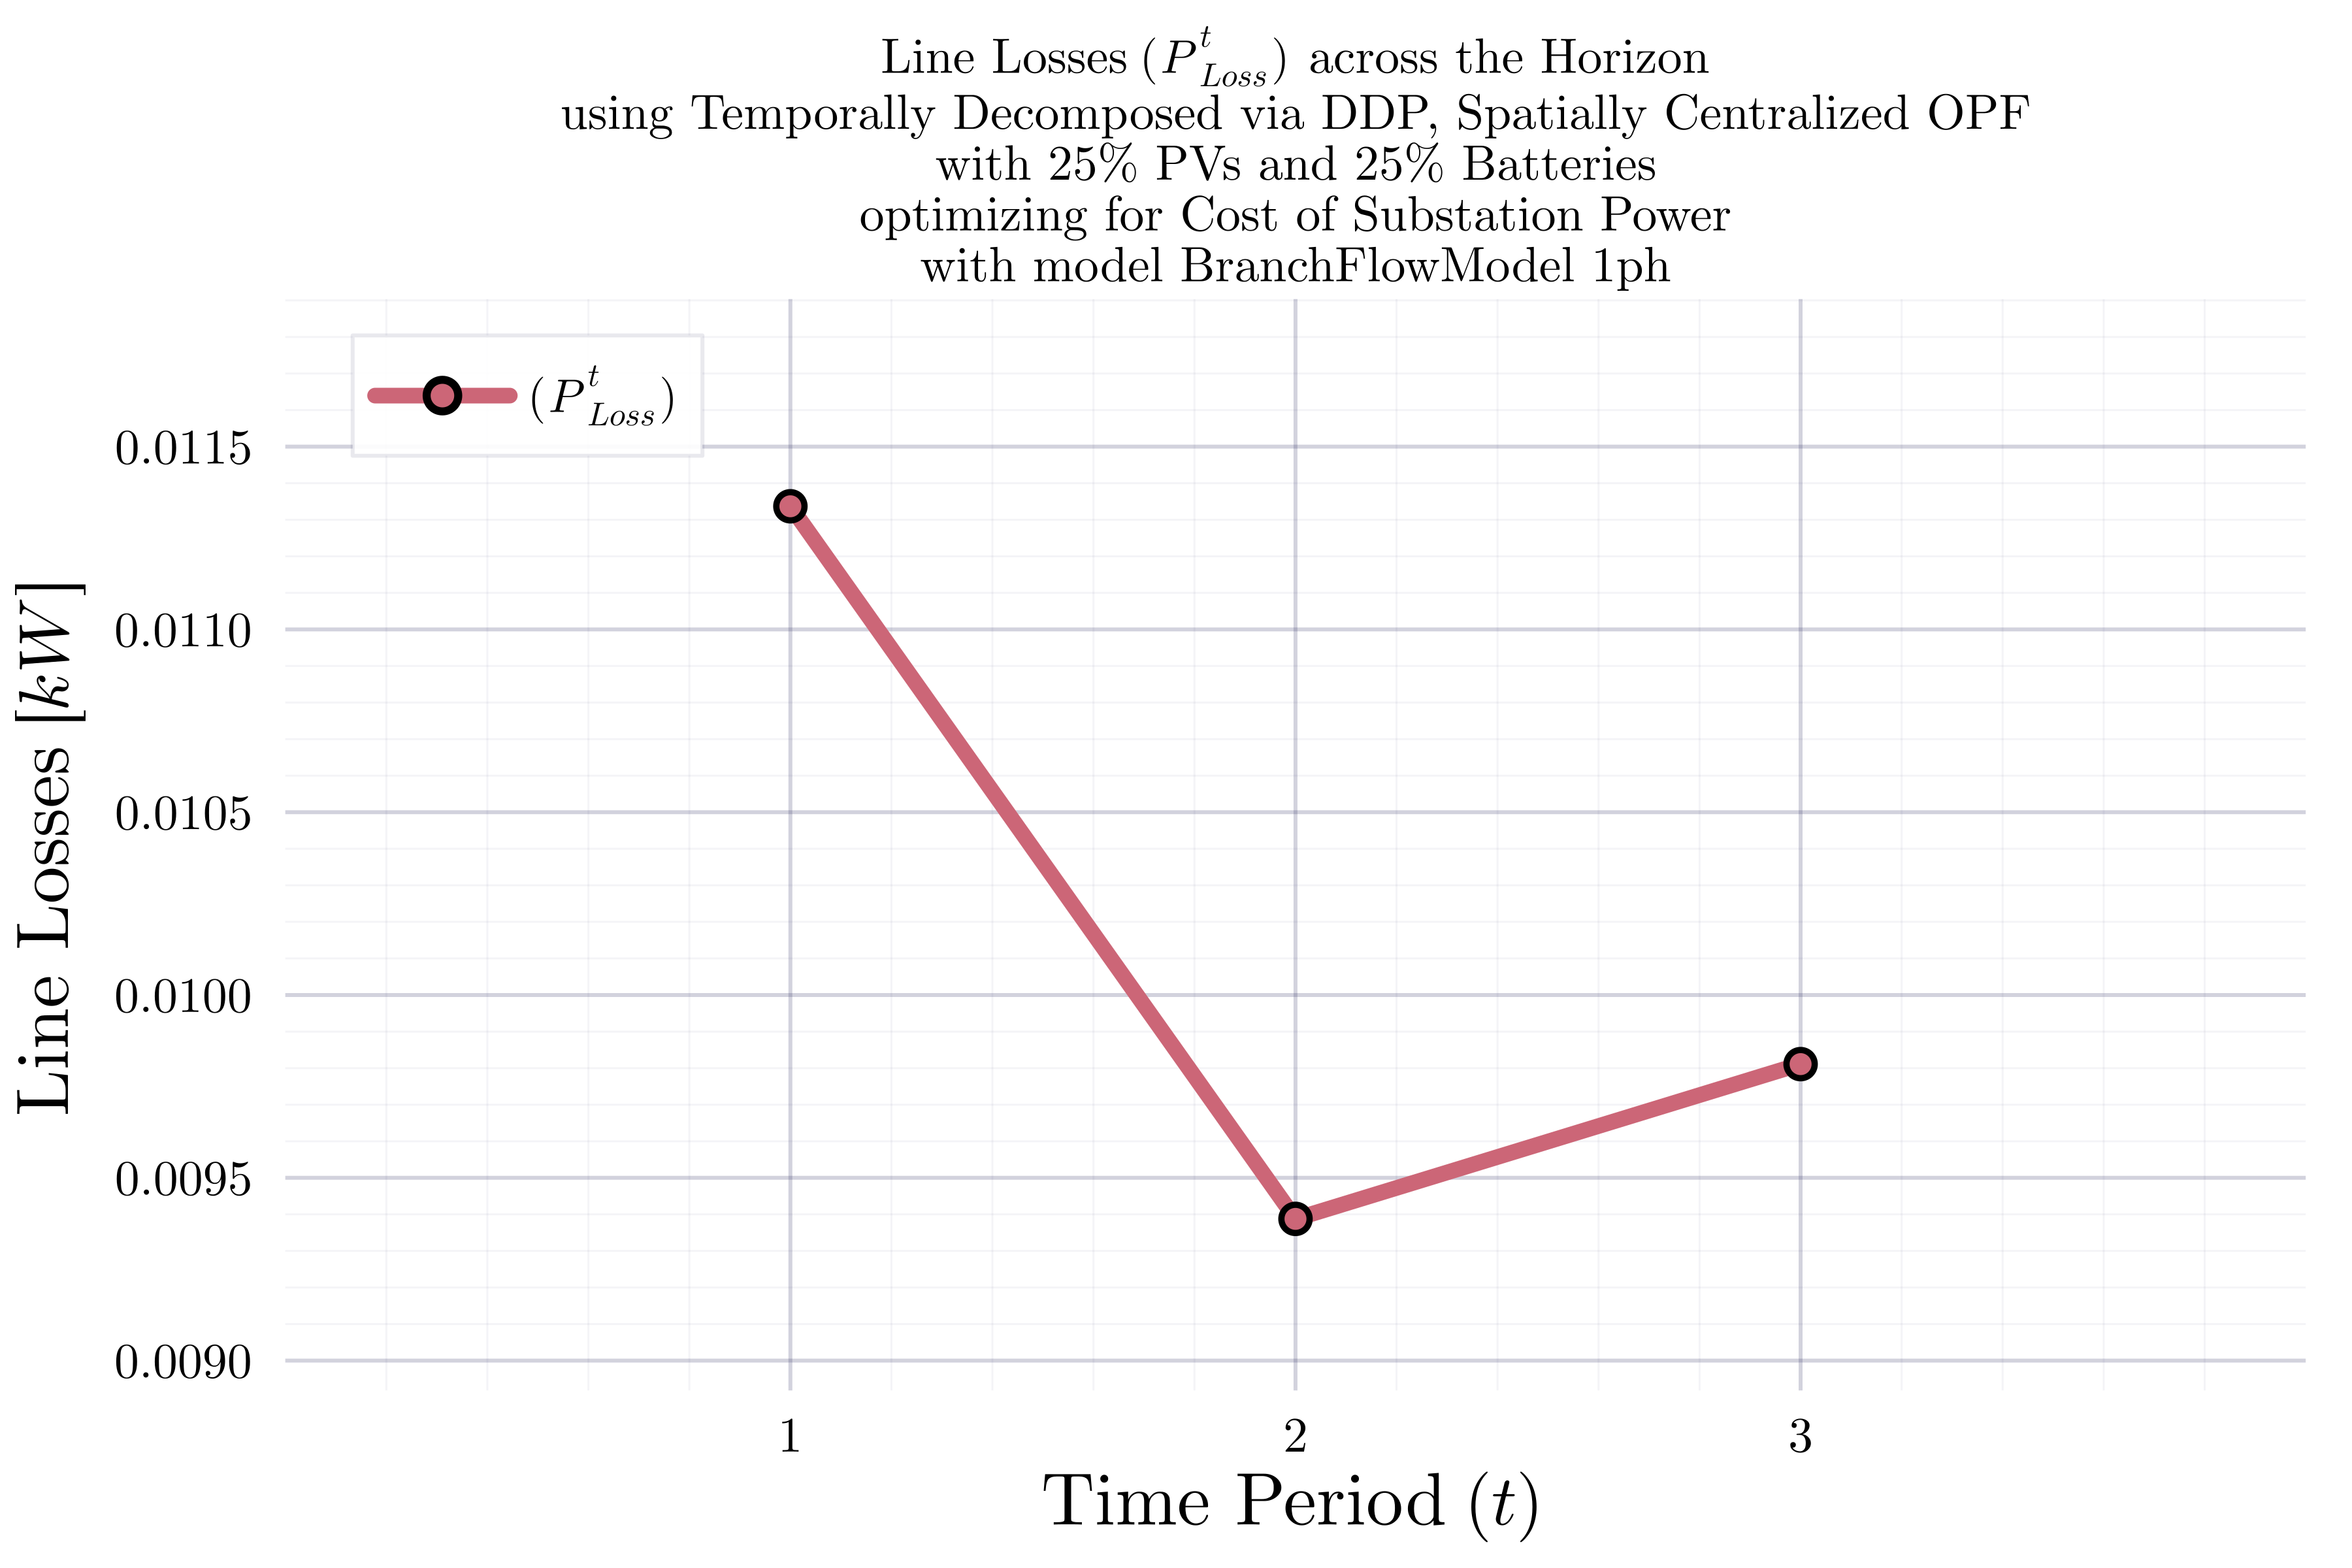 Line Losses (P^t_Loss) across the Horizon
using Temporally Decomposed via DDP, Spatially Centralized OPF
with 25% PVs and 25% Batteries
optimizing for Cost of Substation Power
with model BranchFlowModel 1ph
(P^t_Loss)
0.0115
0.0110
0.0105
0.0100
0.0095
0.0090
Line Losses [kW]
1 2 3
Time Period (t)